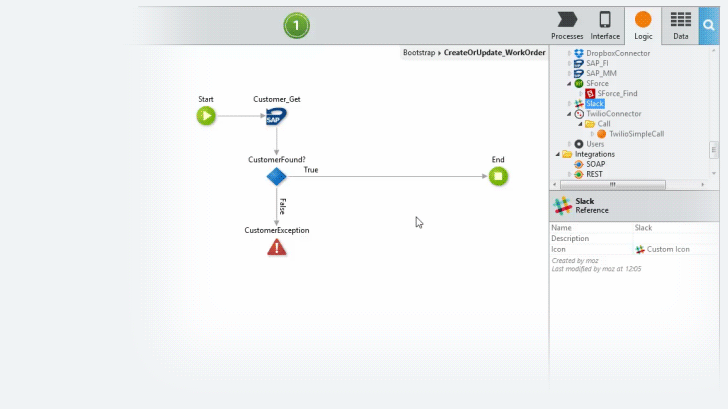 1
Processes
Interface
Logic
Data
Bootstrap
CreateOrUpdate_WorkOrder
DropboxConnector
SAP_FI
SAP_MM
SForce
SForce_Find
Slack
TwilioConnector
Call
TwilioSimpleCall
Users
Integrations
SOAP
REST
Start
Customer_Get
SAP
CustomerFound?
True
End
False
CustomerException
Slack
Reference
Name Slack
Description
Icon Custom Icon
Created by moz
Last modified by moz at 12:05